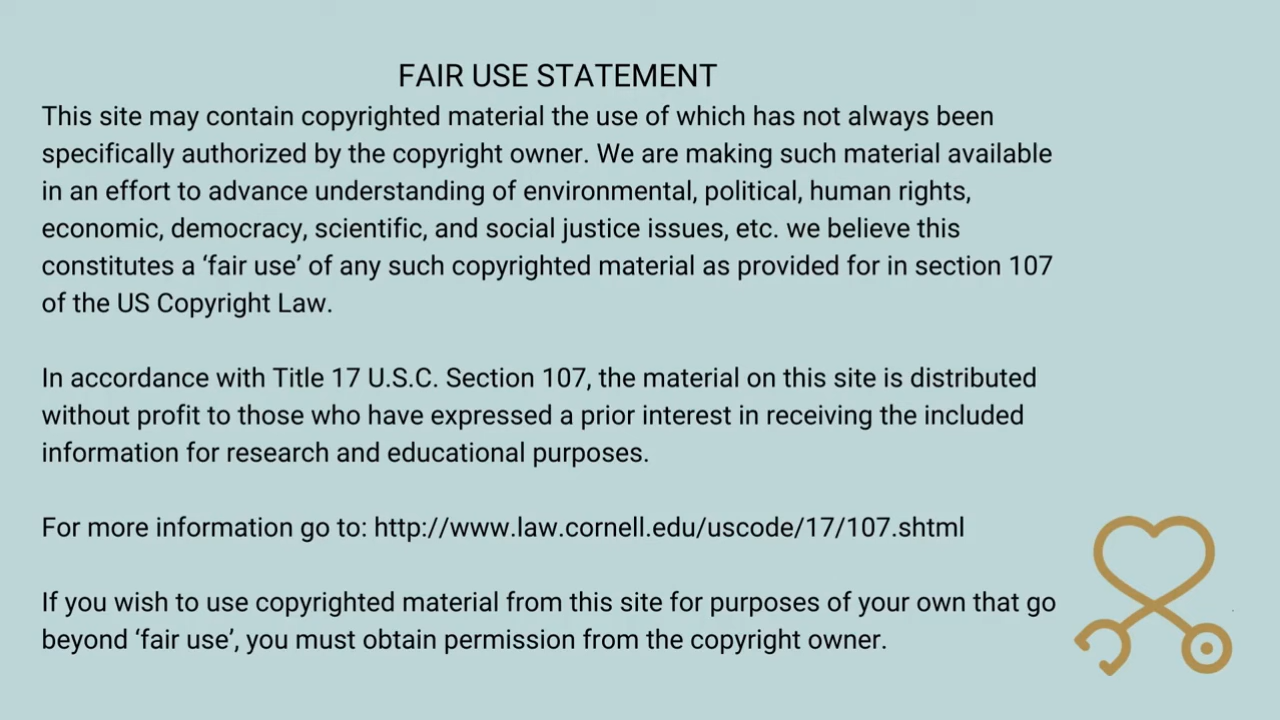 FAIR USE STATEMENT
This site may contain copyrighted material the use of which has not always been
specifically authorized by the copyright owner. We are making such material available
in an effort to advance understanding of environmental, political, human rights,
economic, democracy, scientific, and social justice issues, etc. we believe this
constitutes a ‘fair use’ of any such copyrighted material as provided for in section 107
of the US Copyright Law.
In accordance with Title 17 U.S.C. Section 107, the material on this site is distributed
without profit to those who have expressed a prior interest in receiving the included
information for research and educational purposes.
For more information go to: http://www.law.cornell.edu/uscode/17/107.shtml
If you wish to use copyrighted material from this site for purposes of your own that go
beyond ‘fair use’, you must obtain permission from the copyright owner.